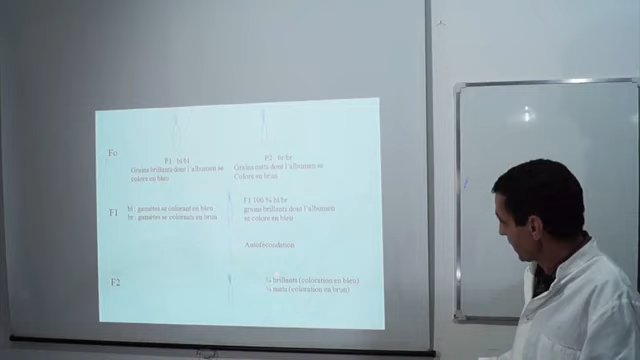 Fo
P1 bl/bl
Grains brillants dont l'albumen se
colore en bleu
P2 br/br
Grains mats dont l'albumen se
Colore en brun
F1
bl : gamètes se colorant en bleu
br : gamètes se colorants en brun
F1 100 % bl/br
grains brillants dont l'albumen
se colore en bleu
Autofécondation
F2
¾ brillants (coloration en bleu)
¼ mats (coloration en brun)